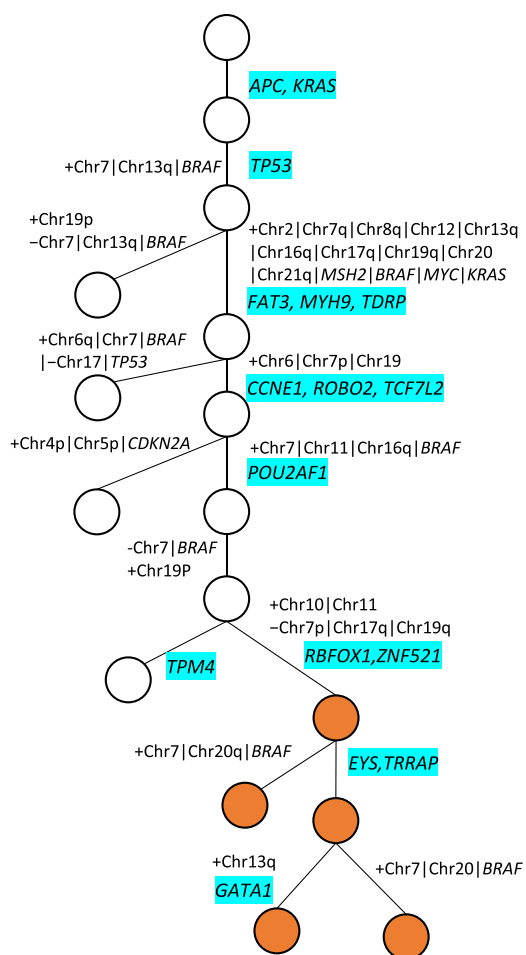 APC, KRAS
+Chr7|Chr13q|BRAF
TP53
+Chr19p
−Chr7|Chr13q|BRAF
+Chr2|Chr7q|Chr8q|Chr12|Chr13q
|Chr16q|Chr17q|Chr19q|Chr20
|Chr21q|MSH2|BRAF|MYC|KRAS
FAT3, MYH9, TDRP
+Chr6q|Chr7|BRAF
|−Chr17|TP53
+Chr6|Chr7p|Chr19
CCNE1, ROBO2, TCF7L2
+Chr4p|Chr5p|CDKN2A
+Chr7|Chr11|Chr16q|BRAF
POU2AF1
-Chr7|BRAF
+Chr19P
+Chr10|Chr11
−Chr7p|Chr17q|Chr19q
RBFOX1,ZNF521
TPM4
+Chr7|Chr20q|BRAF
EYS,TRRAP
+Chr13q
GATA1
+Chr7|Chr20|BRAF